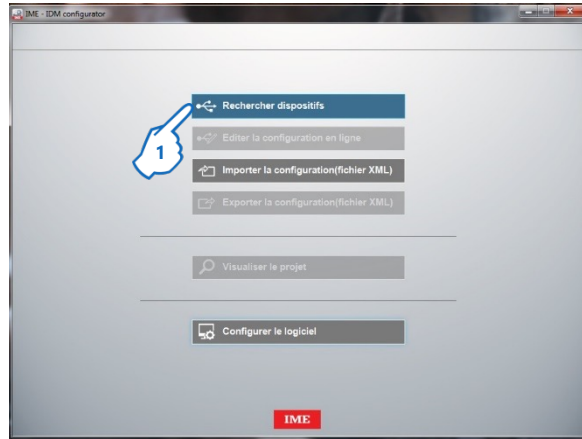 IME - IDM configurator
Rechercher dispositifs
1
Editer la configuration en ligne
Importer la configuration(fichier XML)
Exporter la configuration(fichier XML)
Visualiser le projet
Configurer le logiciel
IME